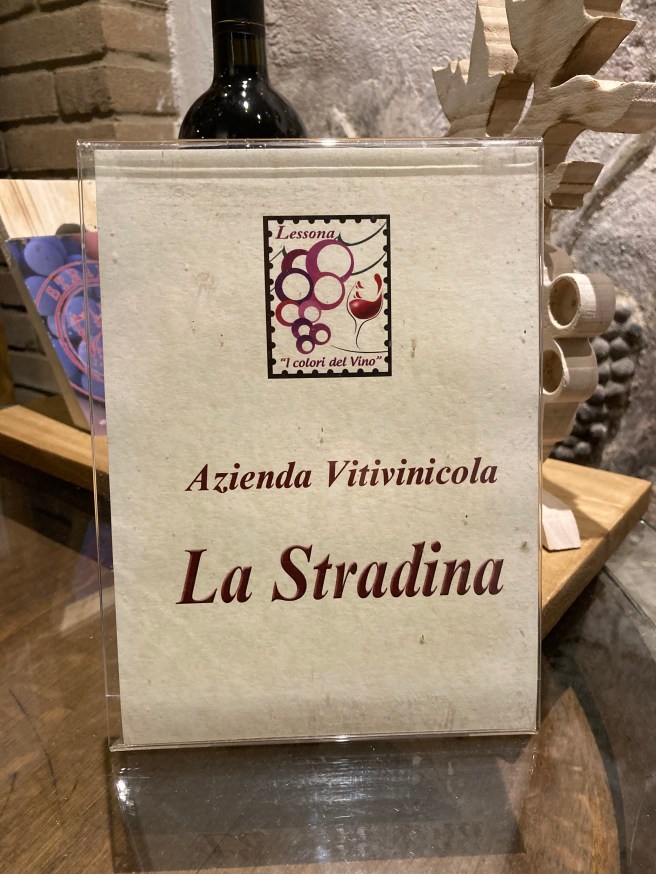 Lessona
"I colori del Vino"
Azienda Vitivinicola
La Stradina